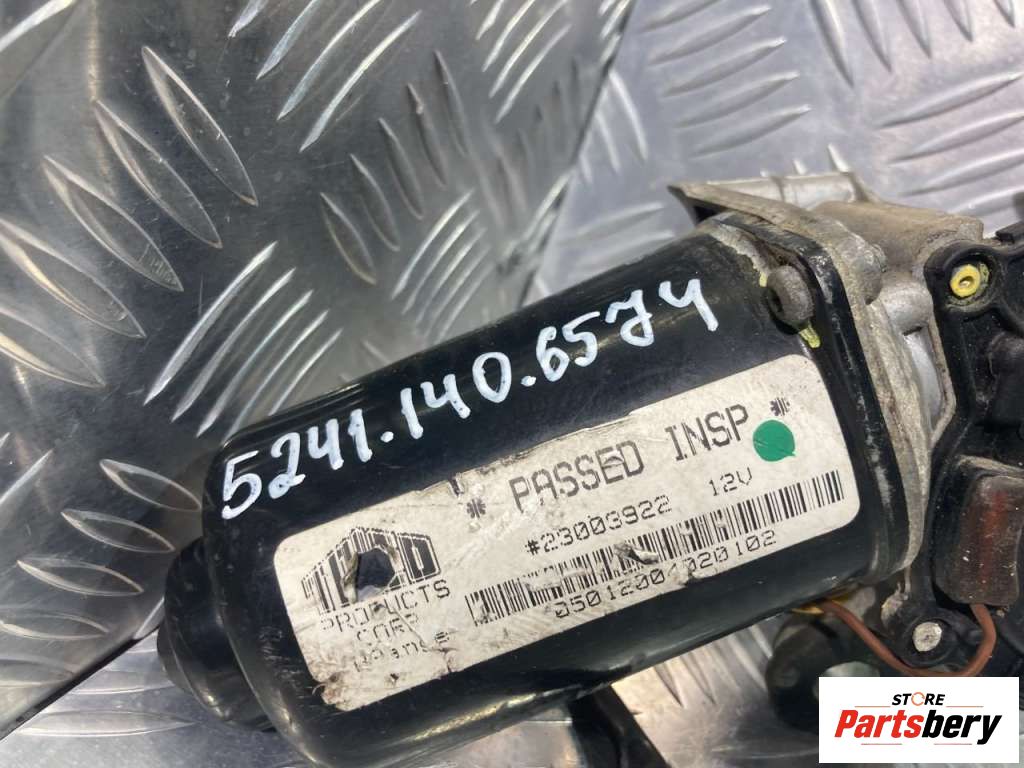 5241.140.6574
* PASSED INSP *
#23003922 12V
05012001020102
PRODUCTS
CORP
STORE
Partsbery